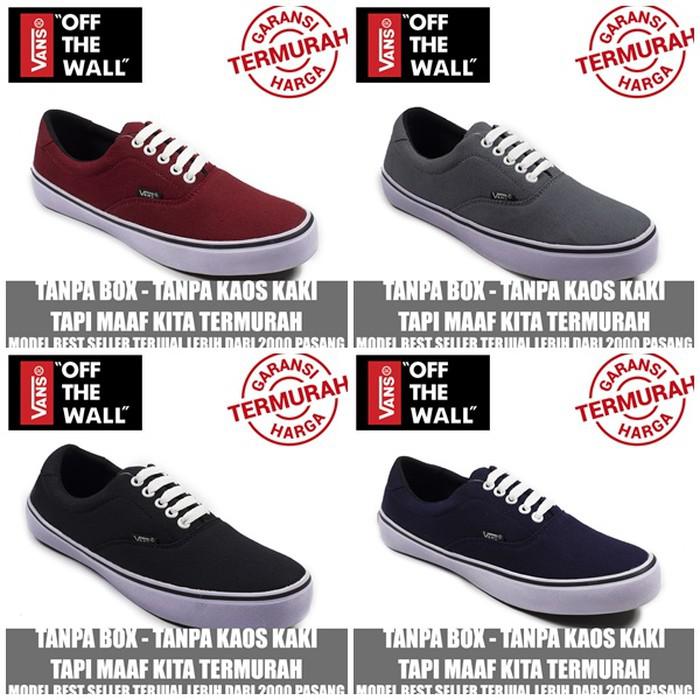 VANS® "OFF THE WALL"
GARANSI TERMURAH HARGA
VANS® "OFF THE WALL"
GARANSI TERMURAH HARGA
VANS
VANS
TANPA BOX - TANPA KAOS KAKI
TAPI MAAF KITA TERMURAH
MODEL BEST SELLER TERJUAL LEBIH DARI 2000 PASANG
TANPA BOX - TANPA KAOS KAKI
TAPI MAAF KITA TERMURAH
MODEL BEST SELLER TERJUAL LEBIH DARI 2000 PASANG
VANS® "OFF THE WALL"
GARANSI TERMURAH HARGA
VANS® "OFF THE WALL"
GARANSI TERMURAH HARGA
VANS
VANS
TANPA BOX - TANPA KAOS KAKI
TAPI MAAF KITA TERMURAH
MODEL BEST SELLER TERJUAL LEBIH DARI 2000 PASANG
TANPA BOX - TANPA KAOS KAKI
TAPI MAAF KITA TERMURAH
MODEL BEST SELLER TERJUAL LEBIH DARI 2000 PASANG